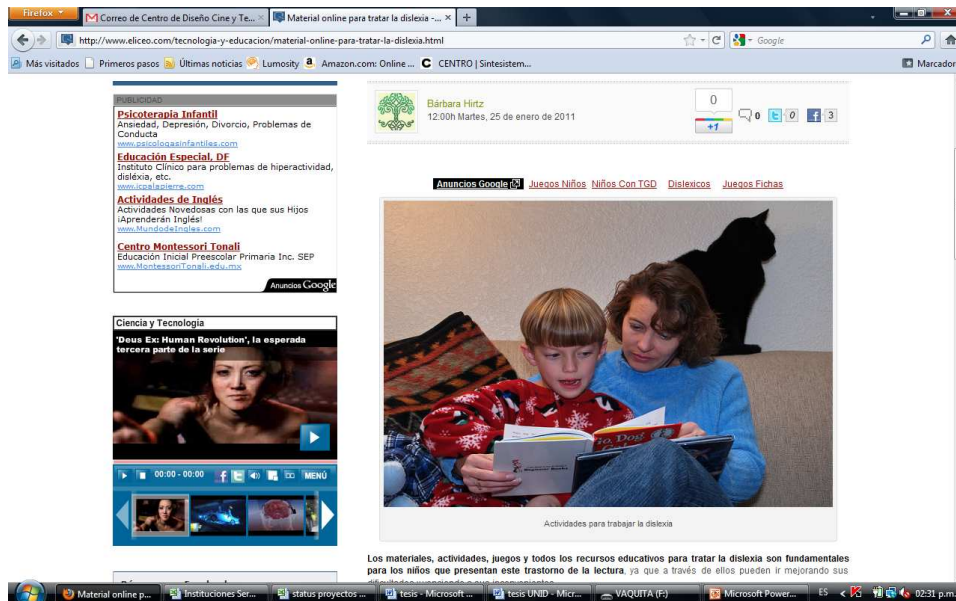 Firefox
Correo de Centro de Diseño Cine y Te...
Material online para tratar la dislexia -...
http://www.eliceo.com/tecnologia-y-educacion/material-online-para-tratar-la-dislexia.html
Google
Más visitados
Primeros pasos
Últimas noticias
Lumosity
Amazon.com: Online ...
CENTRO | Sintesistem...
Marcador
PUBLICIDAD
Psicoterapia Infantil
Ansiedad, Depresión, Divorcio, Problemas de
Conducta
www.psicologasinfantiles.com
Educación Especial, DF
Instituto Clínico para problemas de hiperactividad,
disléxia, etc.
www.icpalapierre.com
Actividades de Inglés
Actividades Novedosas con las que sus Hijos
¡Aprenderán Inglés!
www.MundodeIngles.com
Centro Montessori Tonali
Educación Inicial Preescolar Primaria Inc. SEP
www.MontessoriTonali.edu.mx
Anuncios Google
Ciencia y Tecnología
'Deus Ex: Human Revolution', la esperada
tercera parte de la serie
00:00 - 00:00
MENÚ
Bárbara Hirtz
12:00h Martes, 25 de enero de 2011
0
+1
0
0
3
Anuncios Google
Juegos Niños
Niños Con TGD
Dislexicos
Juegos Fichas
Go, Dog
Actividades para trabajar la dislexia
Los materiales, actividades, juegos y todos los recursos educativos para tratar la dislexia son fundamentales
para los niños que presentan este trastorno de la lectura, ya que a través de ellos pueden ir mejorando sus
Material online p...
Instituciones Ser...
status proyectos ...
tesis - Microsoft ...
tesis UNID - Micr...
VAQUITA (F:)
Microsoft Power...
ES
02:31 p.m.